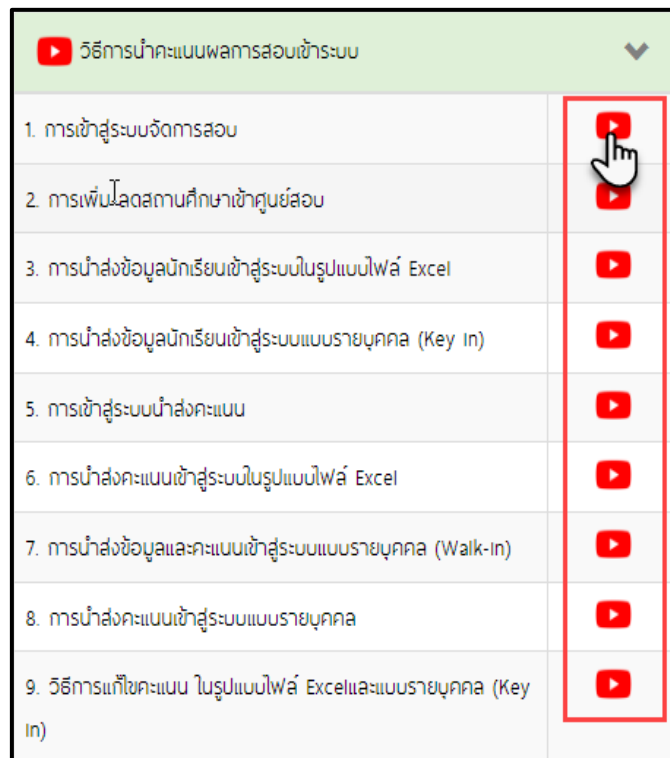 วิธีการนำคะแนนผลการสอบเข้าระบบ
1. การเข้าสู่ระบบจัดการสอบ
2. การเพิ่มโลดสถานศึกษาเข้าศูนย์สอบ
3. การนำส่งข้อมูลนักเรียนเข้าสู่ระบบในรูปแบบไฟล์ Excel
4. การนำส่งข้อมูลนักเรียนเข้าสู่ระบบแบบรายบุคคล (Key In)
5. การเข้าสู่ระบบนำส่งคะแนน
6. การนำส่งคะแนนเข้าสู่ระบบในรูปแบบไฟล์ Excel
7. การนำส่งข้อมูลและคะแนนเข้าสู่ระบบแบบรายบุคคล (Walk-In)
8. การนำส่งคะแนนเข้าสู่ระบบแบบรายบุคคล
9. วิธีการแก้ไขคะแนน ในรูปแบบไฟล์ Excelและแบบรายบุคคล (Key
In)